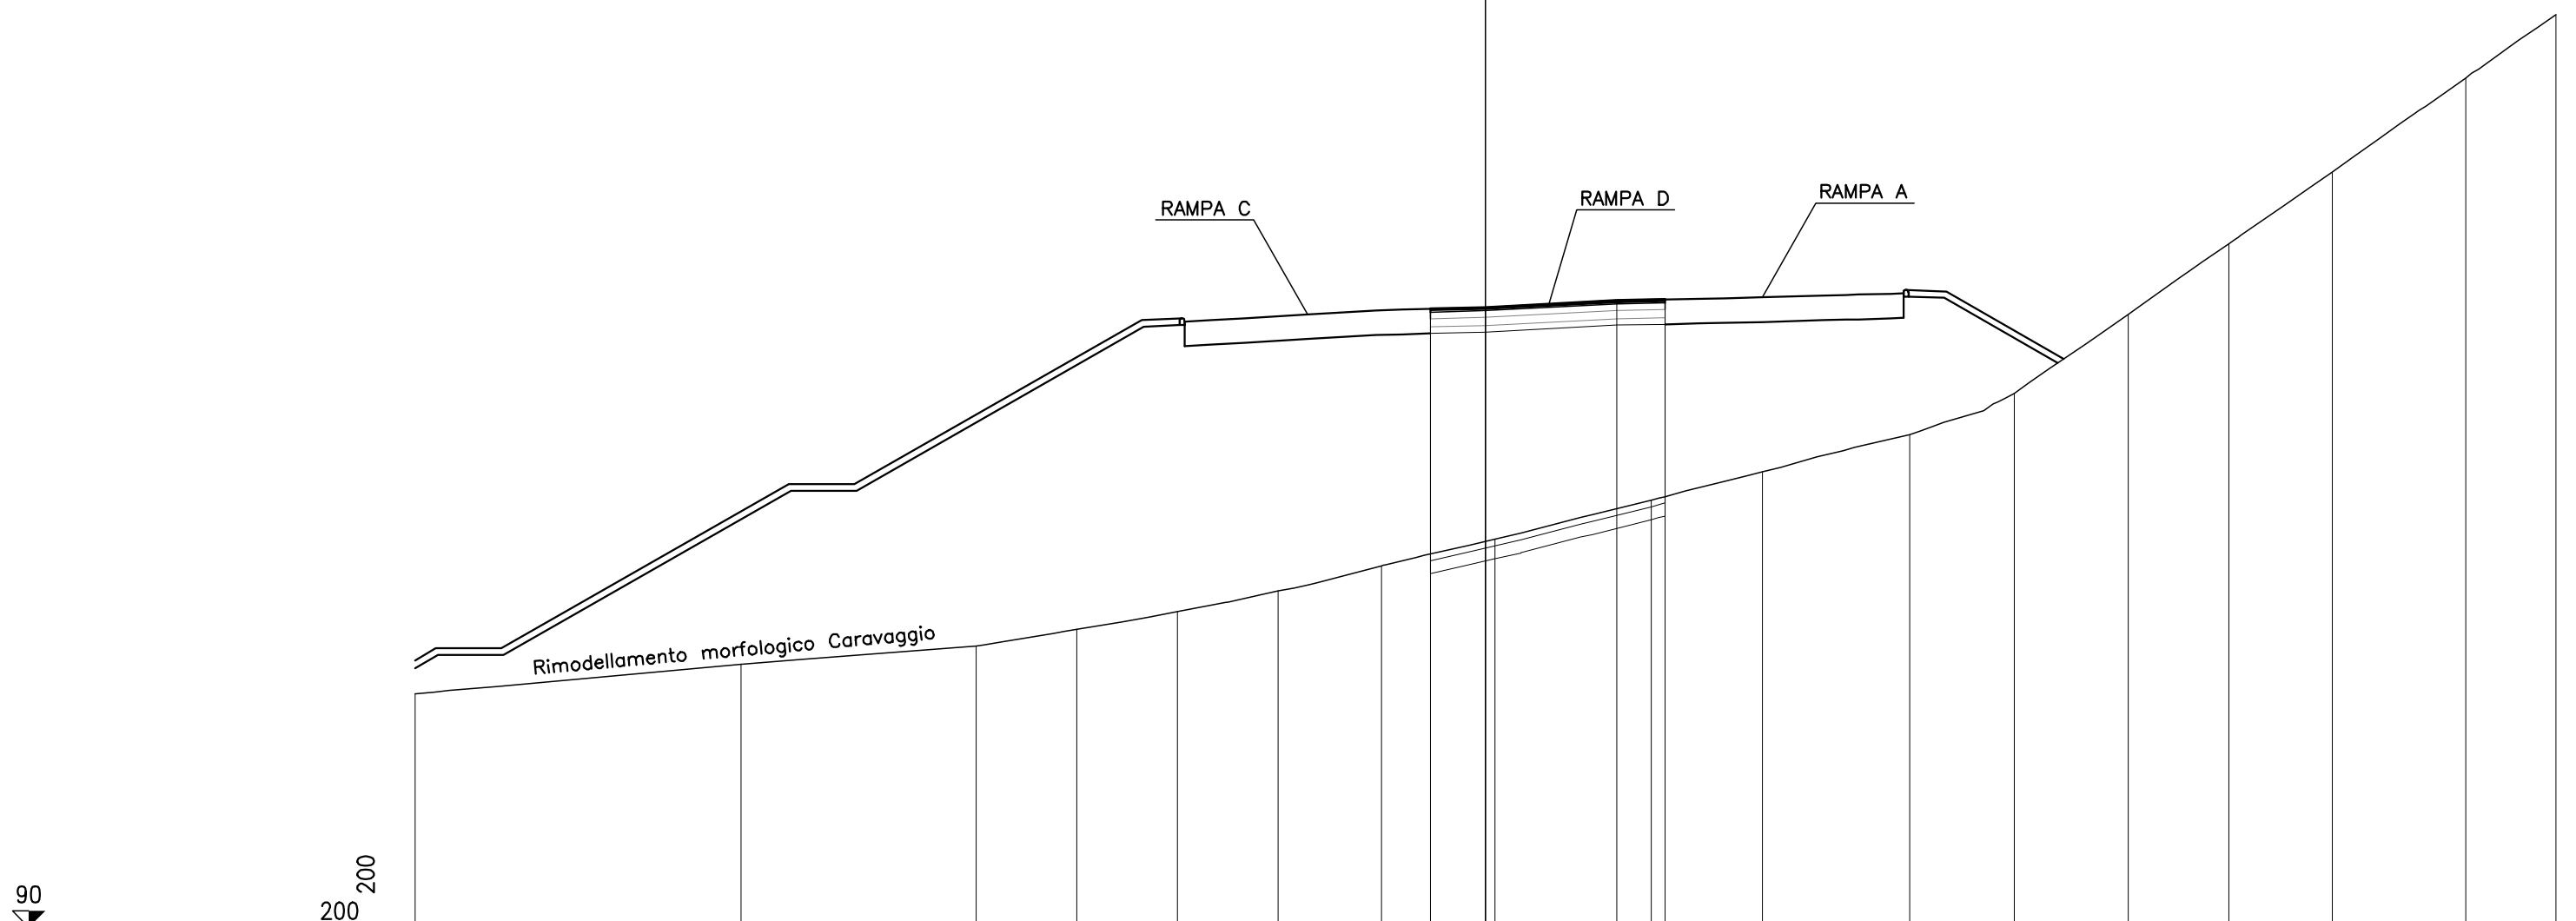 RAMPA A
RAMPA D
RAMPA C
Rimodellamento morfologico Caravaggio
200
90
200